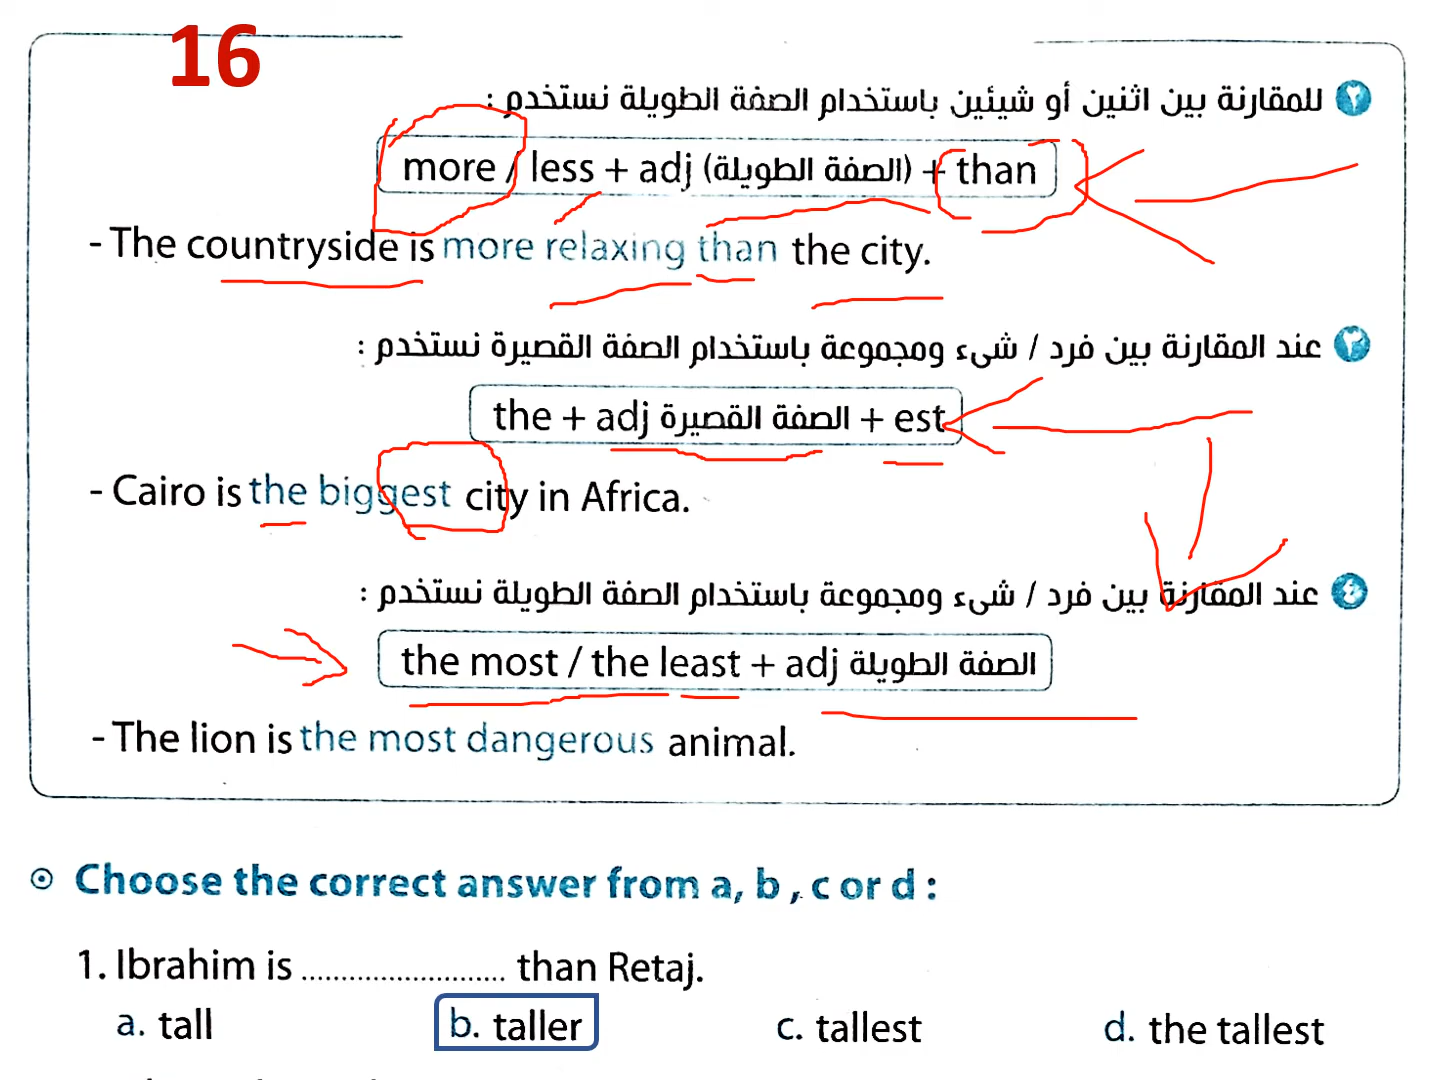 16
٢ للمقارنة بين اثنين أو شيئين باستخدام الصفة الطويلة نستخدم :
more / less + adj (الصفة الطويلة) + than
- The countryside is more relaxing than the city.
٣ عند المقارنة بين فرد / شىء ومجموعة باستخدام الصفة القصيرة نستخدم :
the + adj الصفة القصيرة + est
- Cairo is the biggest city in Africa.
٤ عند المقارنة بين فرد / شىء ومجموعة باستخدام الصفة الطويلة نستخدم :
the most / the least + adj الصفة الطويلة
- The lion is the most dangerous animal.
Choose the correct answer from a, b , c or d :
1. Ibrahim is ......................... than Retaj.
a. tall b. taller c. tallest d. the tallest